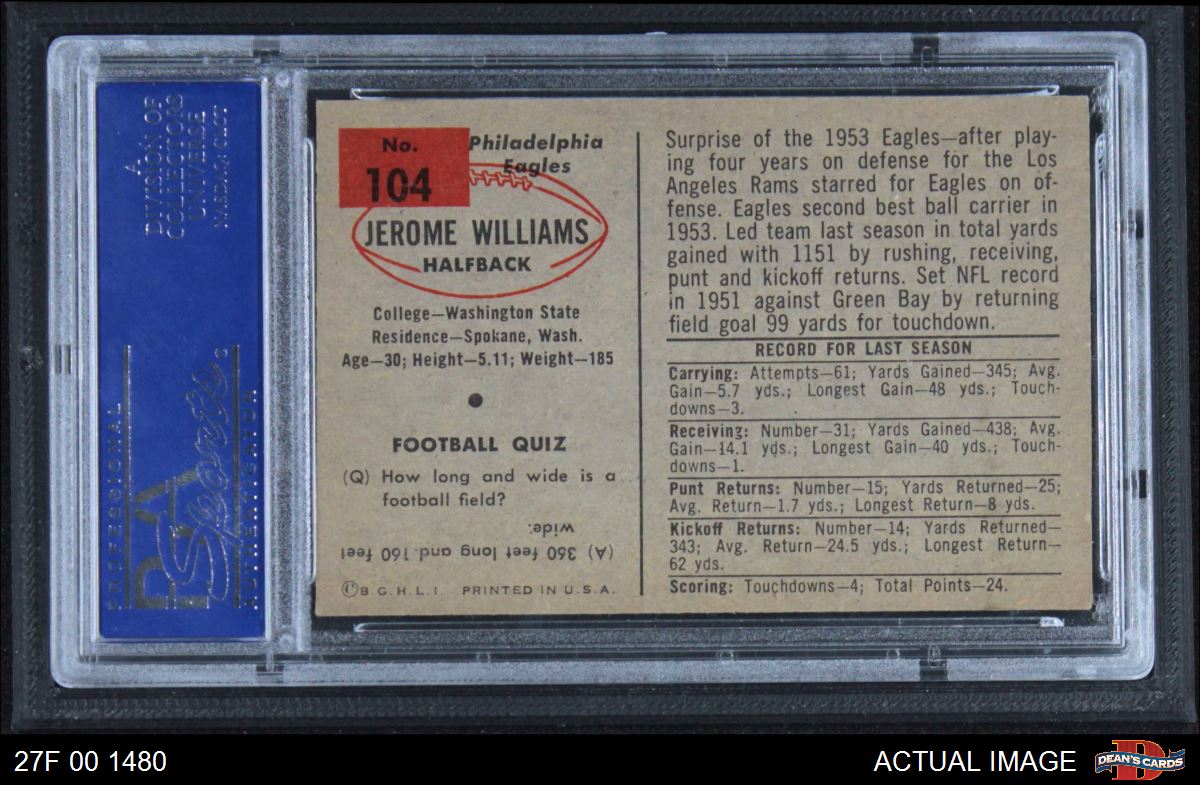 A
DIVISION OF
COLLECTORS
UNIVERSE
NASDAQ: CLCT
PROFESSIONAL
PSA
Sports
AUTHENTICATOR
No.
104
Philadelphia
Eagles
JEROME WILLIAMS
HALFBACK
College—Washington State
Residence—Spokane, Wash.
Age—30; Height—5.11; Weight—185
FOOTBALL QUIZ
(Q) How long and wide is a
football field?
(A) 360 feet long and 160 feet
wide.
©B.G.H.L.I. PRINTED IN U.S.A.
Surprise of the 1953 Eagles—after play-
ing four years on defense for the Los
Angeles Rams starred for Eagles on of-
fense. Eagles second best ball carrier in
1953. Led team last season in total yards
gained with 1151 by rushing, receiving,
punt and kickoff returns. Set NFL record
in 1951 against Green Bay by returning
field goal 99 yards for touchdown.
RECORD FOR LAST SEASON
Carrying: Attempts—61; Yards Gained—345; Avg.
Gain—5.7 yds.; Longest Gain—48 yds.; Touch-
downs—3.
Receiving: Number—31; Yards Gained—438; Avg.
Gain—14.1 yds.; Longest Gain—40 yds.; Touch-
downs—1.
Punt Returns: Number—15; Yards Returned—25;
Avg. Return—1.7 yds.; Longest Return—8 yds.
Kickoff Returns: Number—14; Yards Returned—
343; Avg. Return—24.5 yds.; Longest Return—
62 yds.
Scoring: Touchdowns—4; Total Points—24.
27F 00 1480
ACTUAL IMAGE
D
DEAN'S CARDS